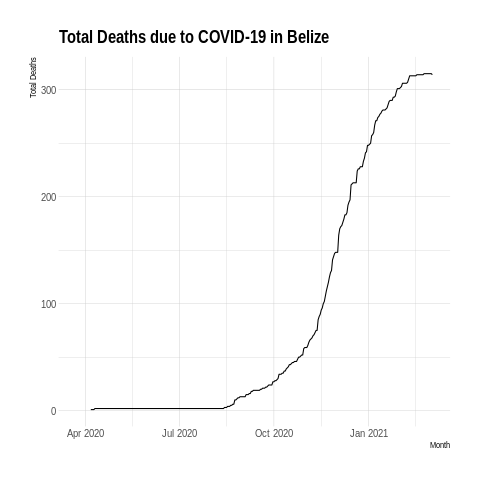 Total Deaths due to COVID-19 in Belize
Total Deaths
300
200
100
0
Apr 2020 Jul 2020 Oct 2020 Jan 2021
Month